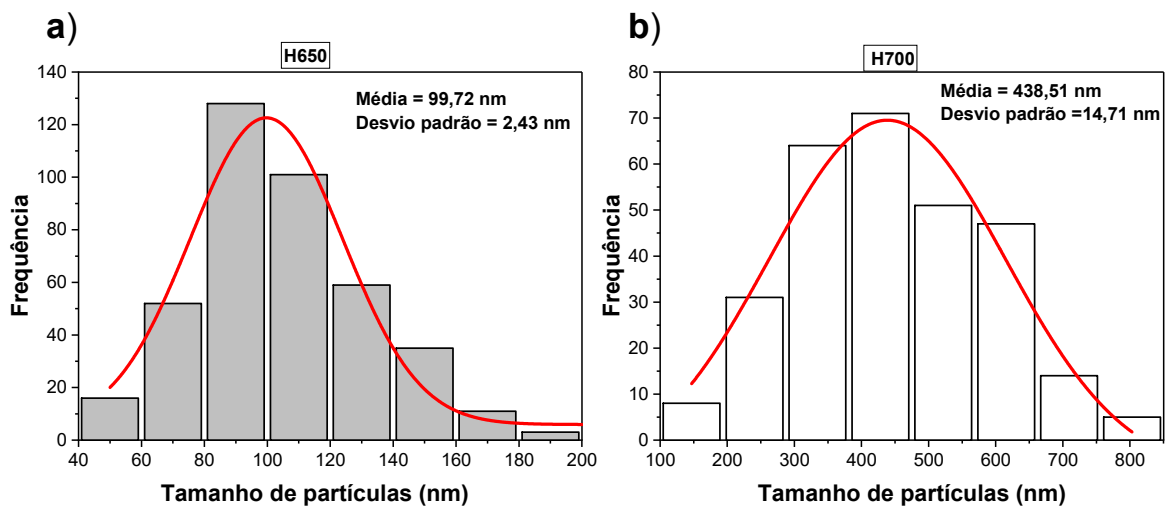 a)
H650
Média = 99,72 nm
Desvio padrão = 2,43 nm
Frequência
140
120
100
80
60
40
20
0
40 60 80 100 120 140 160 180 200
Tamanho de partículas (nm)
b)
H700
Média = 438,51 nm
Desvio padrão =14,71 nm
Frequência
80
70
60
50
40
30
20
10
0
100 200 300 400 500 600 700 800
Tamanho de partículas (nm)